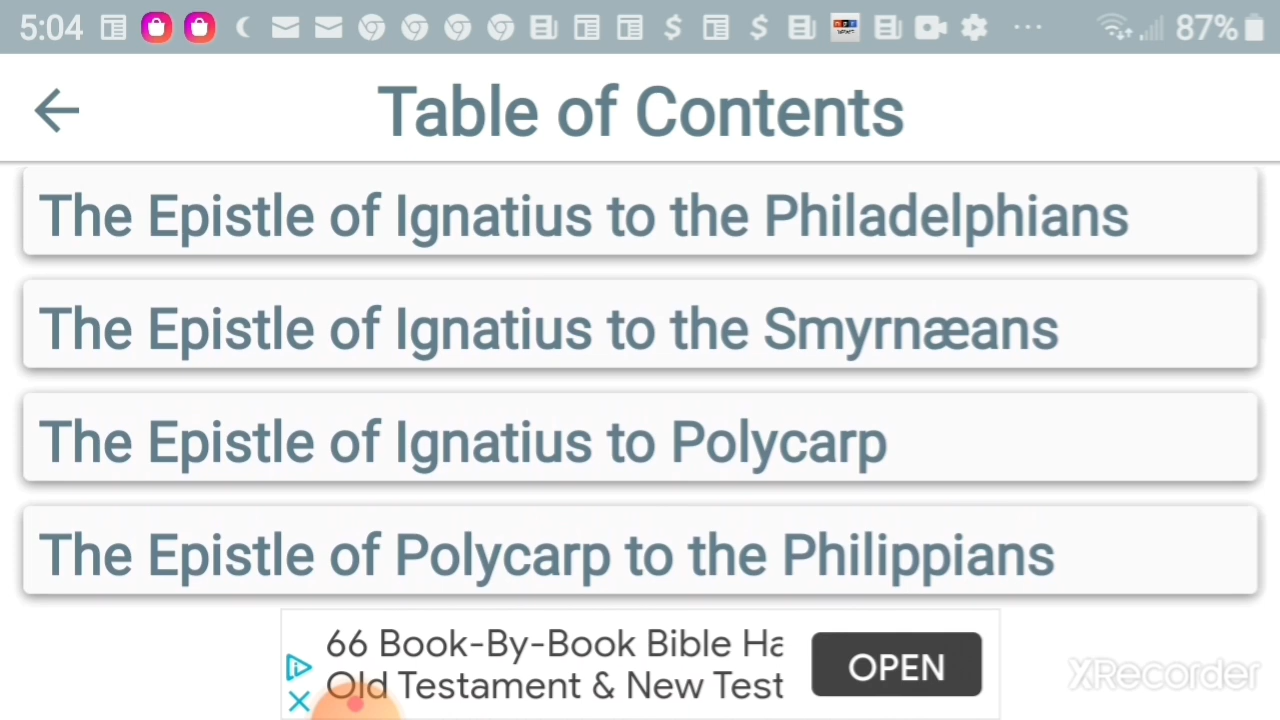 5:04
87%
Table of Contents
The Epistle of Ignatius to the Philadelphians
The Epistle of Ignatius to the Smyrnæans
The Epistle of Ignatius to Polycarp
The Epistle of Polycarp to the Philippians
66 Book-By-Book Bible Ha
Old Testament & New Test
OPEN
XRecorder